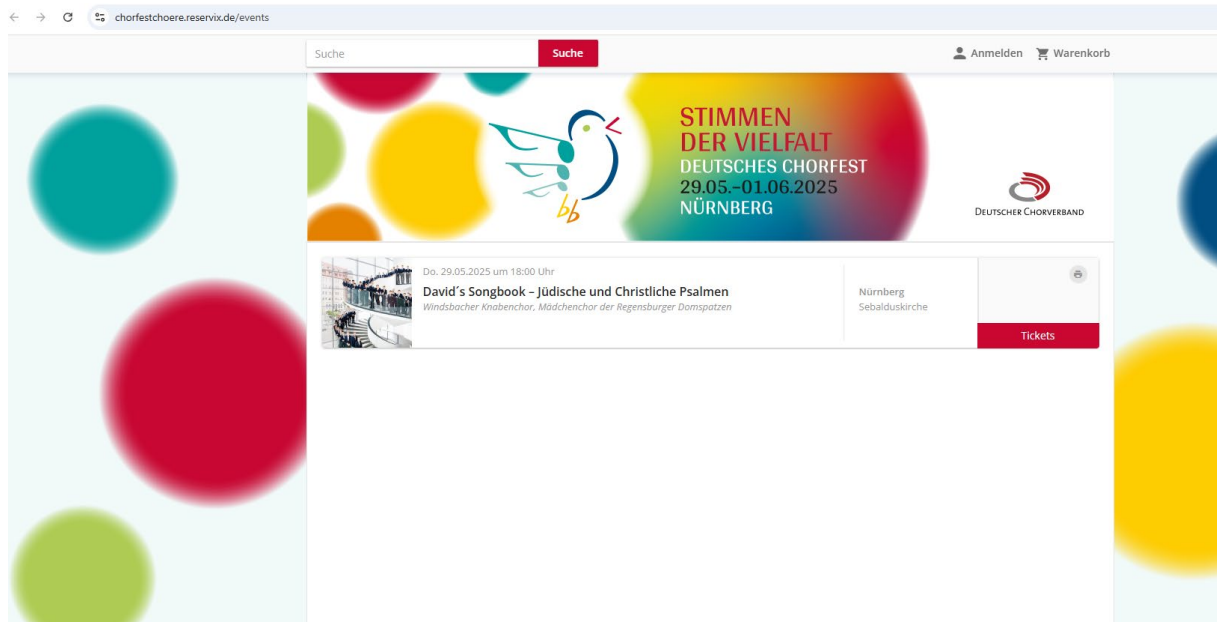 chorfestchoere.reservix.de/events
Suche
Suche
Anmelden
Warenkorb
STIMMEN
DER VIELFALT
DEUTSCHES CHORFEST
29.05.–01.06.2025
NÜRNBERG
bb
DEUTSCHER CHORVERBAND
Do. 29.05.2025 um 18:00 Uhr
David´s Songbook – Jüdische und Christliche Psalmen
Windsbacher Knabenchor, Mädchenchor der Regensburger Domspatzen
Nürnberg
Sebalduskirche
Tickets